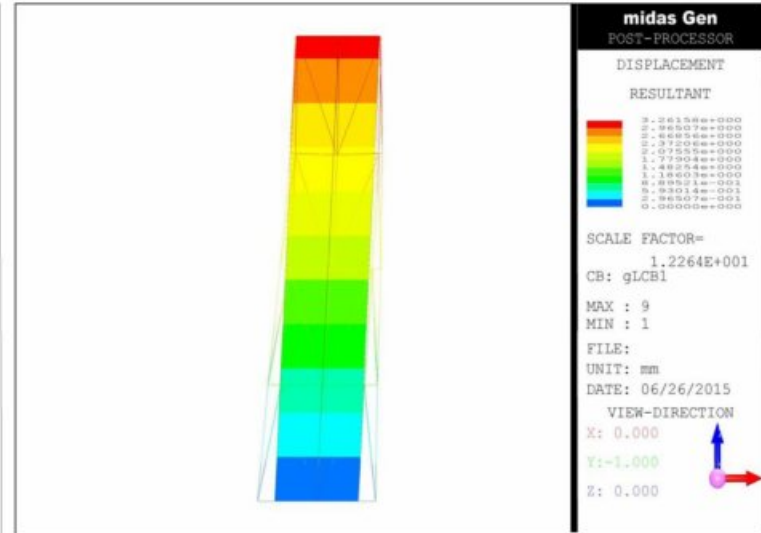 midas Gen
POST-PROCESSOR
DISPLACEMENT
RESULTANT
3.26158e+000
2.96507e+000
2.66856e+000
2.37206e+000
2.07555e+000
1.77904e+000
1.48254e+000
1.18603e+000
8.89521e-001
5.93014e-001
2.96507e-001
0.00000e+000
SCALE FACTOR=
1.2264E+001
CB: gLCB1
MAX : 9
MIN : 1
FILE:
UNIT: mm
DATE: 06/26/2015
VIEW-DIRECTION
X: 0.000
Y:-1.000
Z: 0.000